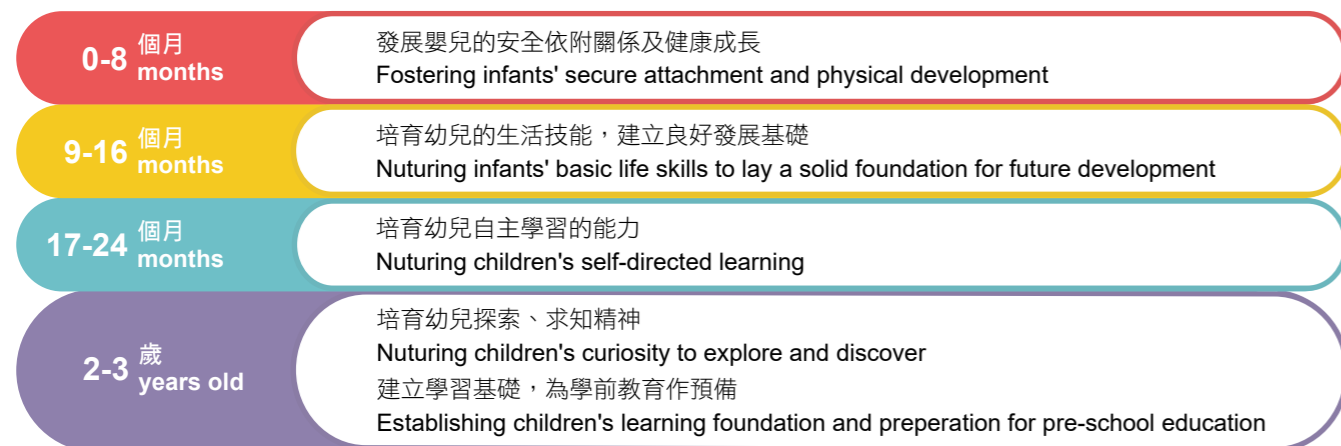 0-8 個月 months
發展嬰兒的安全依附關係及健康成長
Fostering infants' secure attachment and physical development
9-16 個月 months
培育幼兒的生活技能，建立良好發展基礎
Nuturing infants' basic life skills to lay a solid foundation for future development
17-24 個月 months
培育幼兒自主學習的能力
Nuturing children's self-directed learning
2-3 歲 years old
培育幼兒探索、求知精神
Nuturing children's curiosity to explore and discover
建立學習基礎，為學前教育作預備
Establishing children's learning foundation and preparation for pre-school education